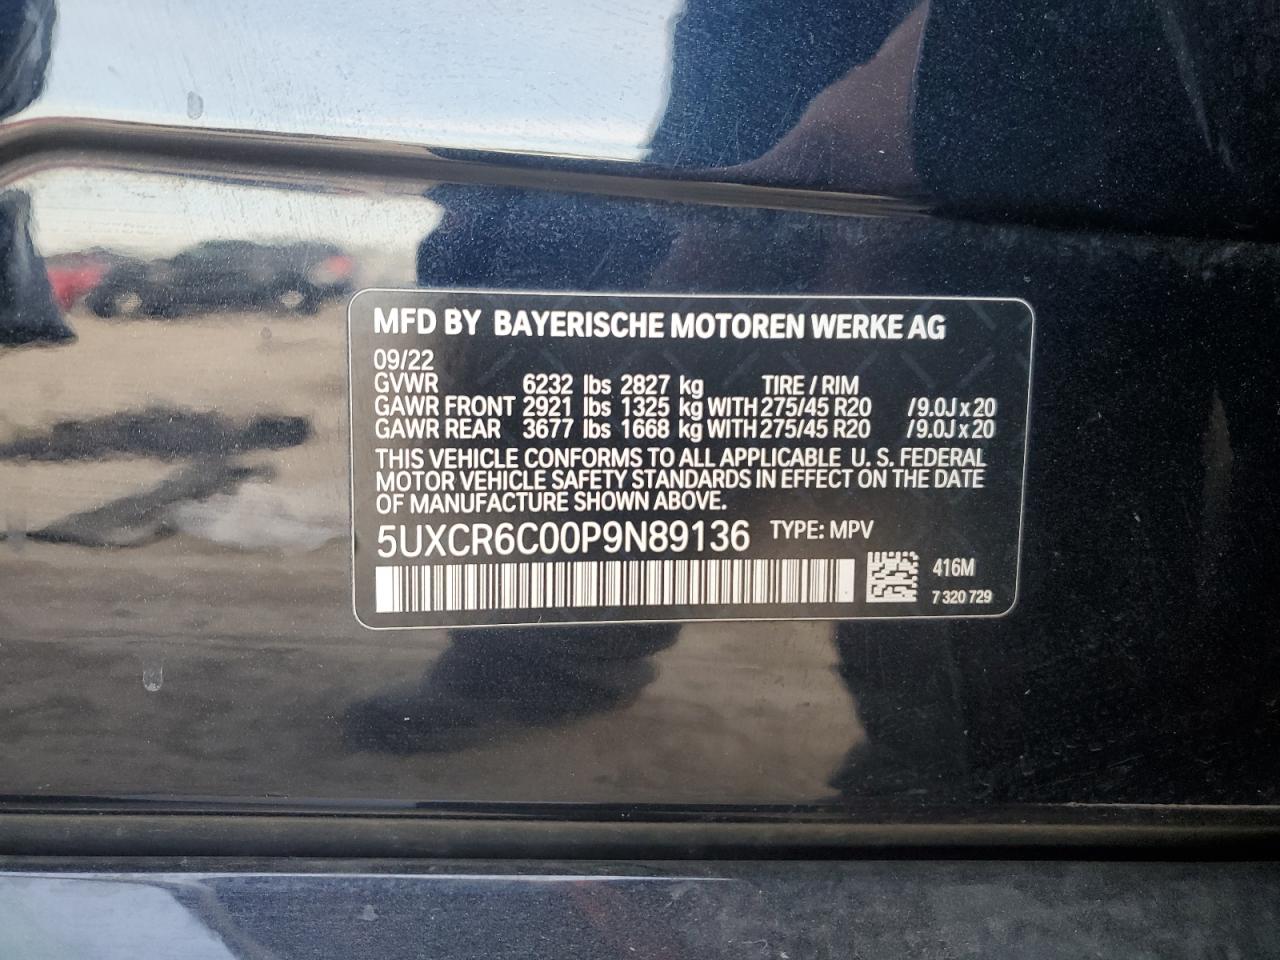 MFD BY BAYERISCHE MOTOREN WERKE AG
09/22
GVWR 6232 lbs 2827 kg TIRE / RIM
GAWR FRONT 2921 lbs 1325 kg WITH 275/45 R20 /9.0J x 20
GAWR REAR 3677 lbs 1668 kg WITH 275/45 R20 /9.0J x 20
THIS VEHICLE CONFORMS TO ALL APPLICABLE U. S. FEDERAL
MOTOR VEHICLE SAFETY STANDARDS IN EFFECT ON THE DATE
OF MANUFACTURE SHOWN ABOVE.
5UXCR6C00P9N89136 TYPE: MPV
416M
7 320 729